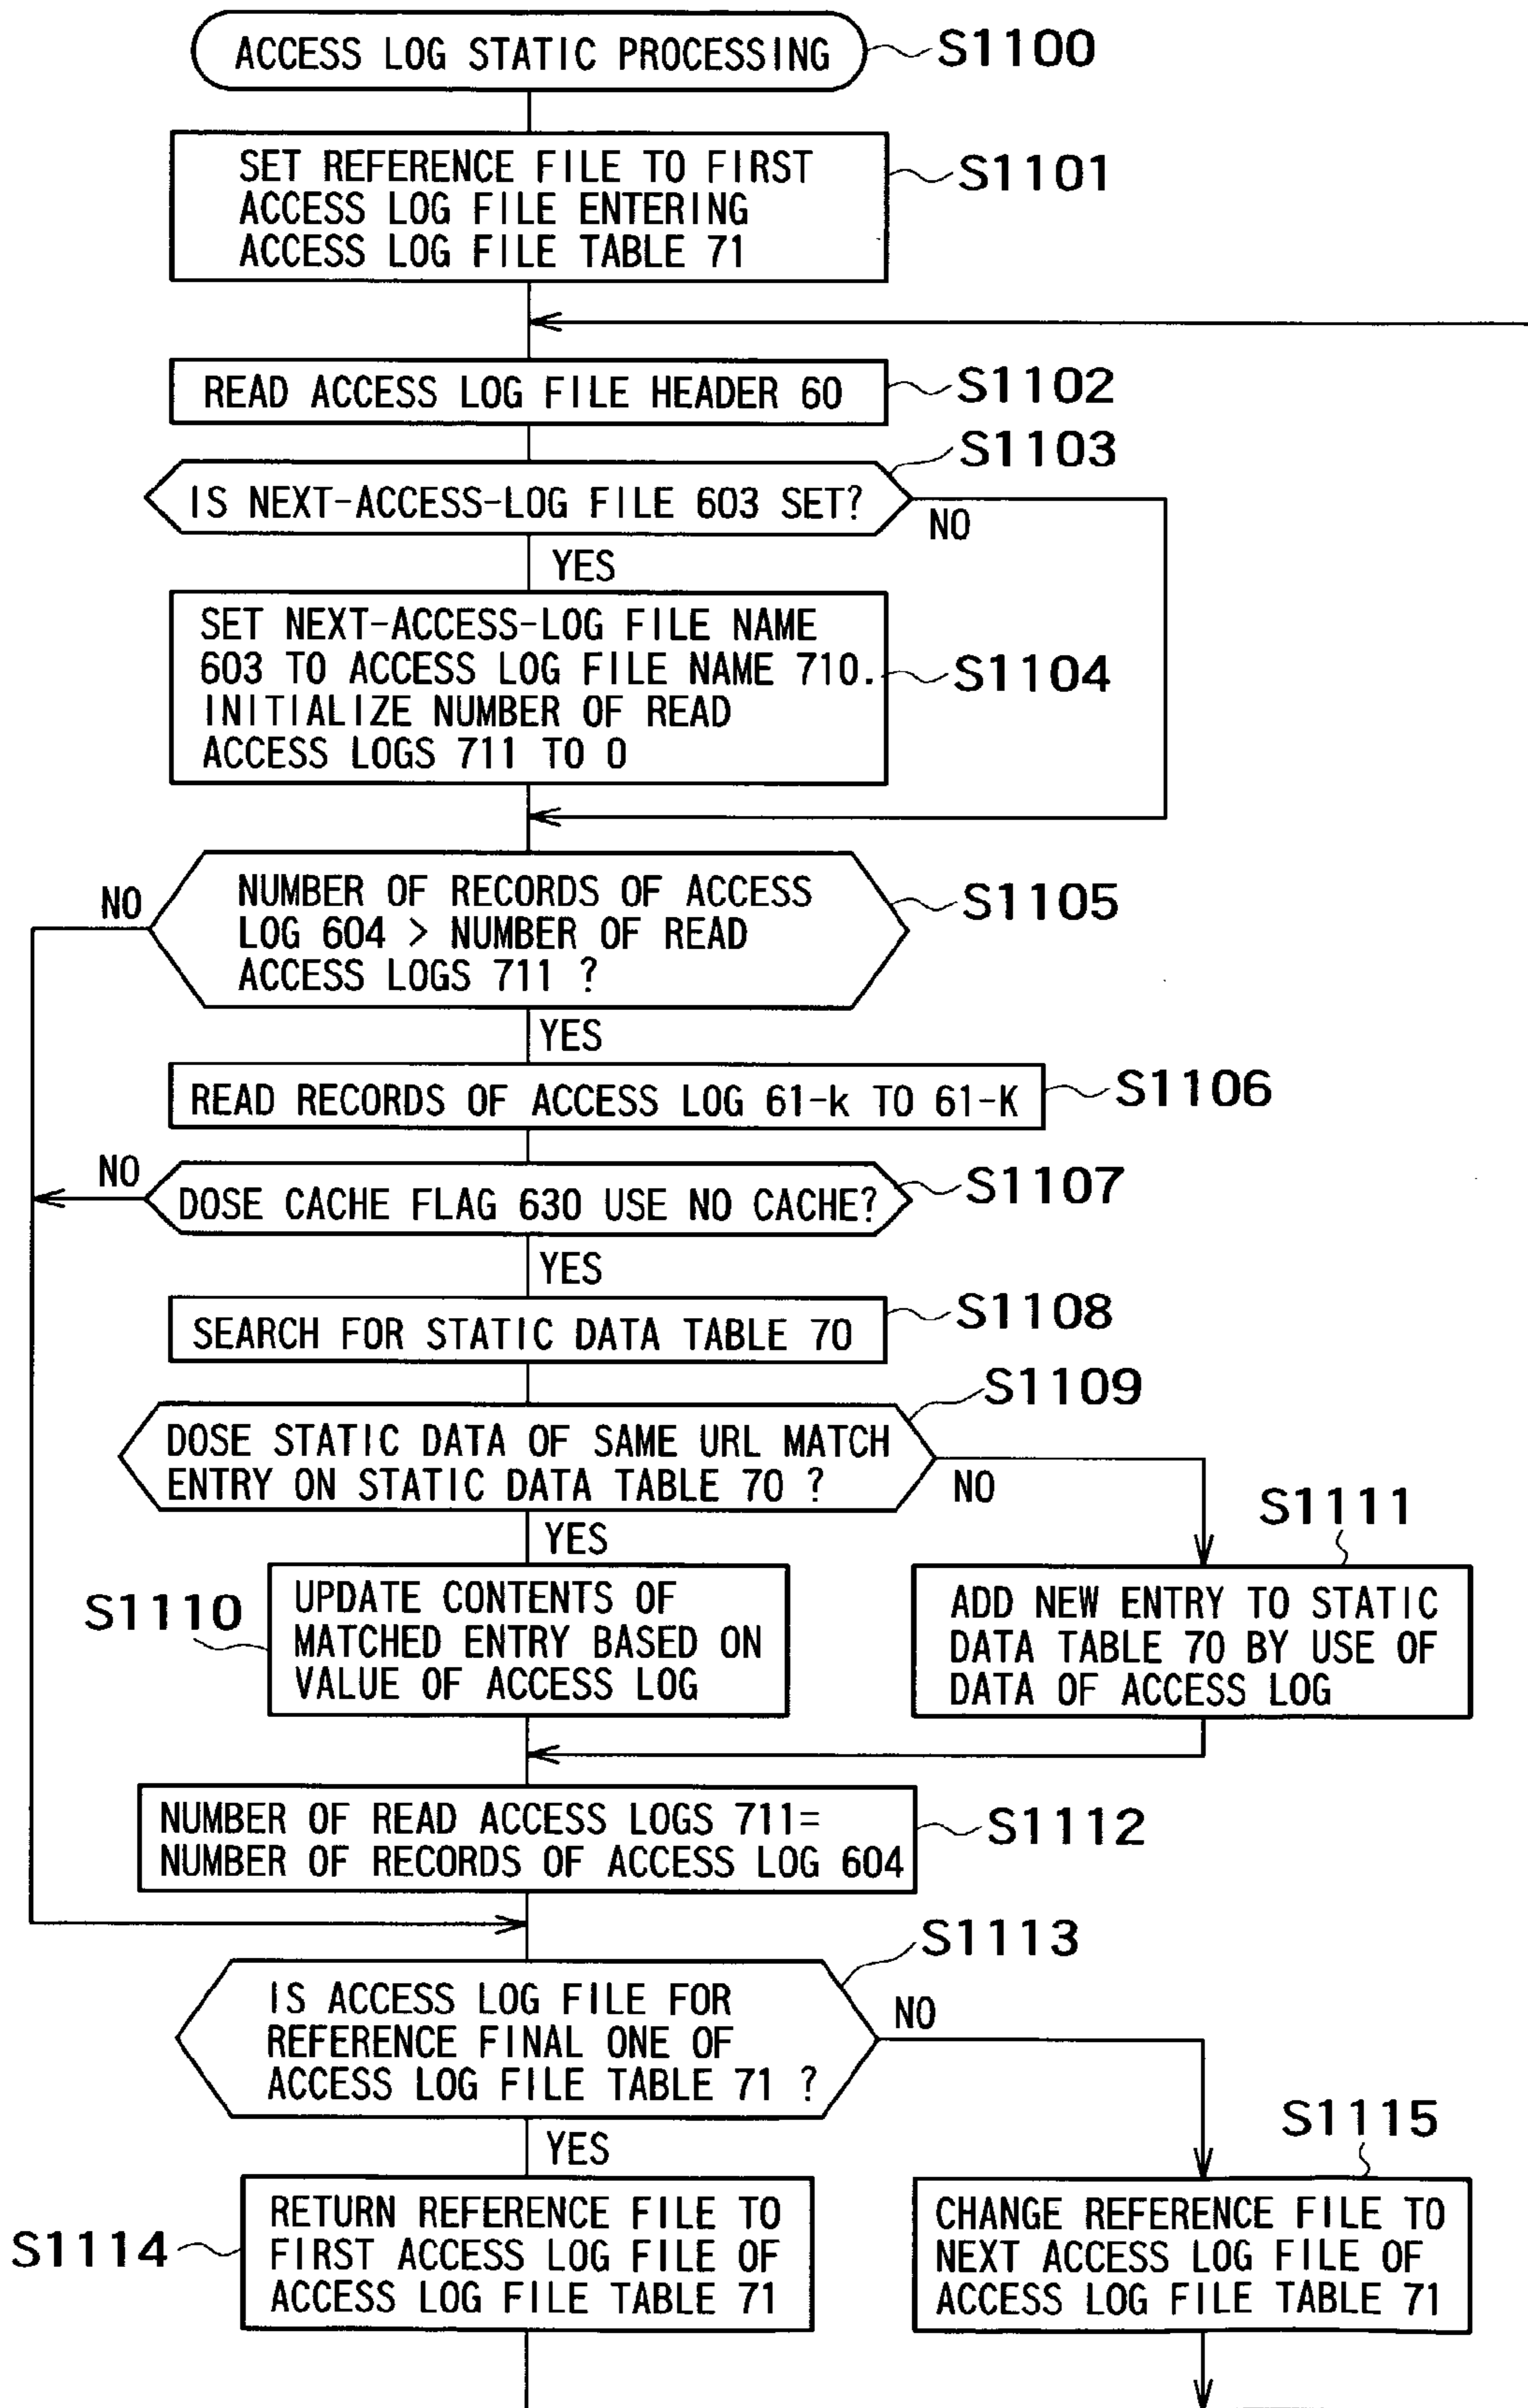 ACCESS LOG STATIC PROCESSING
S1100
SET REFERENCE FILE TO FIRST
ACCESS LOG FILE ENTERING
ACCESS LOG FILE TABLE 71
S1101
READ ACCESS LOG FILE HEADER 60
S1102
S1103
IS NEXT-ACCESS-LOG FILE 603 SET?
NO
YES
SET NEXT-ACCESS-LOG FILE NAME
603 TO ACCESS LOG FILE NAME 710.
INITIALIZE NUMBER OF READ
ACCESS LOGS 711 TO 0
S1104
NO
NUMBER OF RECORDS OF ACCESS
LOG 604 > NUMBER OF READ
ACCESS LOGS 711 ?
S1105
YES
READ RECORDS OF ACCESS LOG 61-k TO 61-K
S1106
NO
DOSE CACHE FLAG 630 USE NO CACHE?
S1107
YES
SEARCH FOR STATIC DATA TABLE 70
S1108
S1109
DOSE STATIC DATA OF SAME URL MATCH
ENTRY ON STATIC DATA TABLE 70 ?
NO
YES
S1110
UPDATE CONTENTS OF
MATCHED ENTRY BASED ON
VALUE OF ACCESS LOG
S1111
ADD NEW ENTRY TO STATIC
DATA TABLE 70 BY USE OF
DATA OF ACCESS LOG
NUMBER OF READ ACCESS LOGS 711=
NUMBER OF RECORDS OF ACCESS LOG 604
S1112
S1113
IS ACCESS LOG FILE FOR
REFERENCE FINAL ONE OF
ACCESS LOG FILE TABLE 71 ?
NO
YES
S1114
RETURN REFERENCE FILE TO
FIRST ACCESS LOG FILE OF
ACCESS LOG FILE TABLE 71
S1115
CHANGE REFERENCE FILE TO
NEXT ACCESS LOG FILE OF
ACCESS LOG FILE TABLE 71